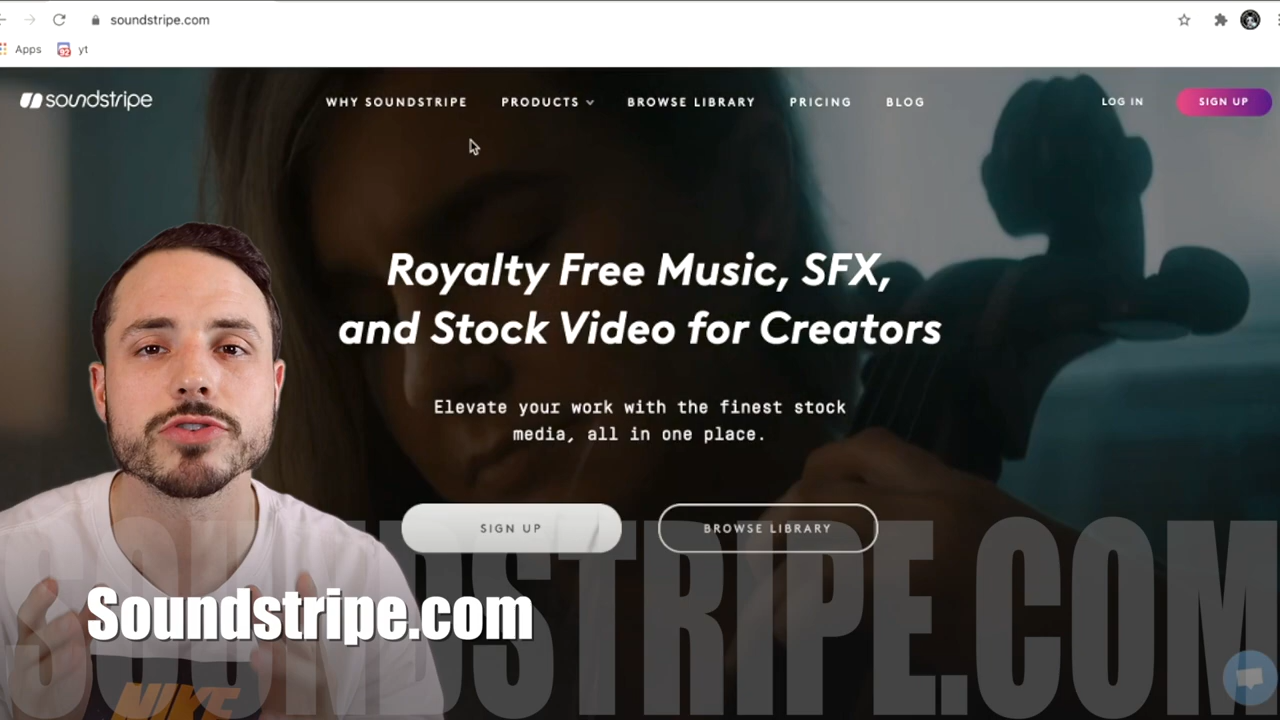 soundstripe.com
Apps
yt
soundstripe
WHY SOUNDSTRIPE
PRODUCTS
BROWSE LIBRARY
PRICING
BLOG
LOG IN
SIGN UP
Royalty Free Music, SFX,
and Stock Video for Creators
Elevate your work with the finest stock
media, all in one place.
SIGN UP
BROWSE LIBRARY
SOUNDSTRIPE.COM
Soundstripe.com
NIKE